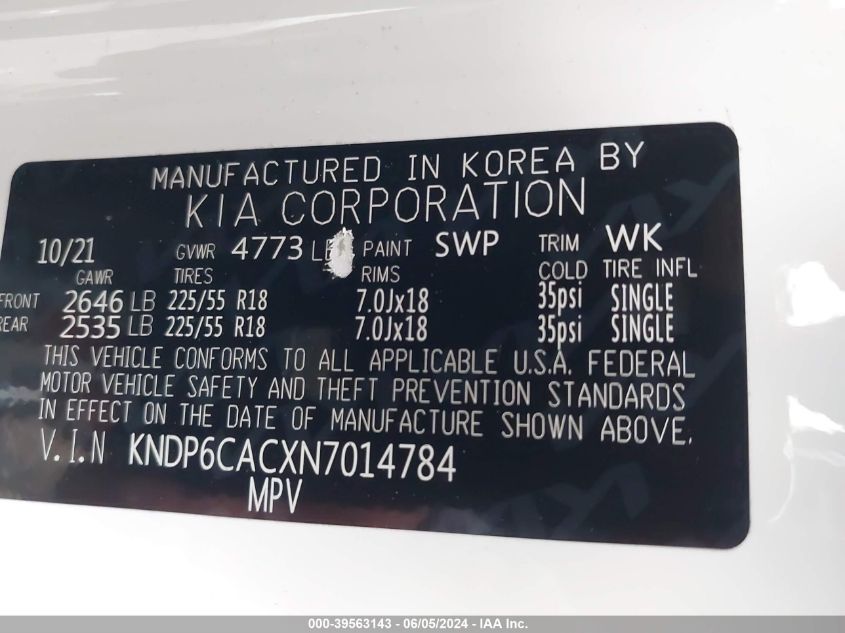 MANUFACTURED IN KOREA BY
KIA CORPORATION
10/21 GVWR 4773 PAINT SWP TRIM WK
GAWR TIRES RIMS COLD TIRE INFL
FRONT 2646 LB 225/55 R18 7.0Jx18 35psi SINGLE
REAR 2535 LB 225/55 R18 7.0Jx18 35psi SINGLE
THIS VEHICLE CONFORMS TO ALL APPLICABLE U.S.A. FEDERAL
MOTOR VEHICLE SAFETY AND THEFT PREVENTION STANDARDS
IN EFFECT ON THE DATE OF MANUFACTURE SHOWN ABOVE.
V.I.N KNDP6CACXN7014784
MPV
000-39563143 - 06/05/2024 - IAA Inc.